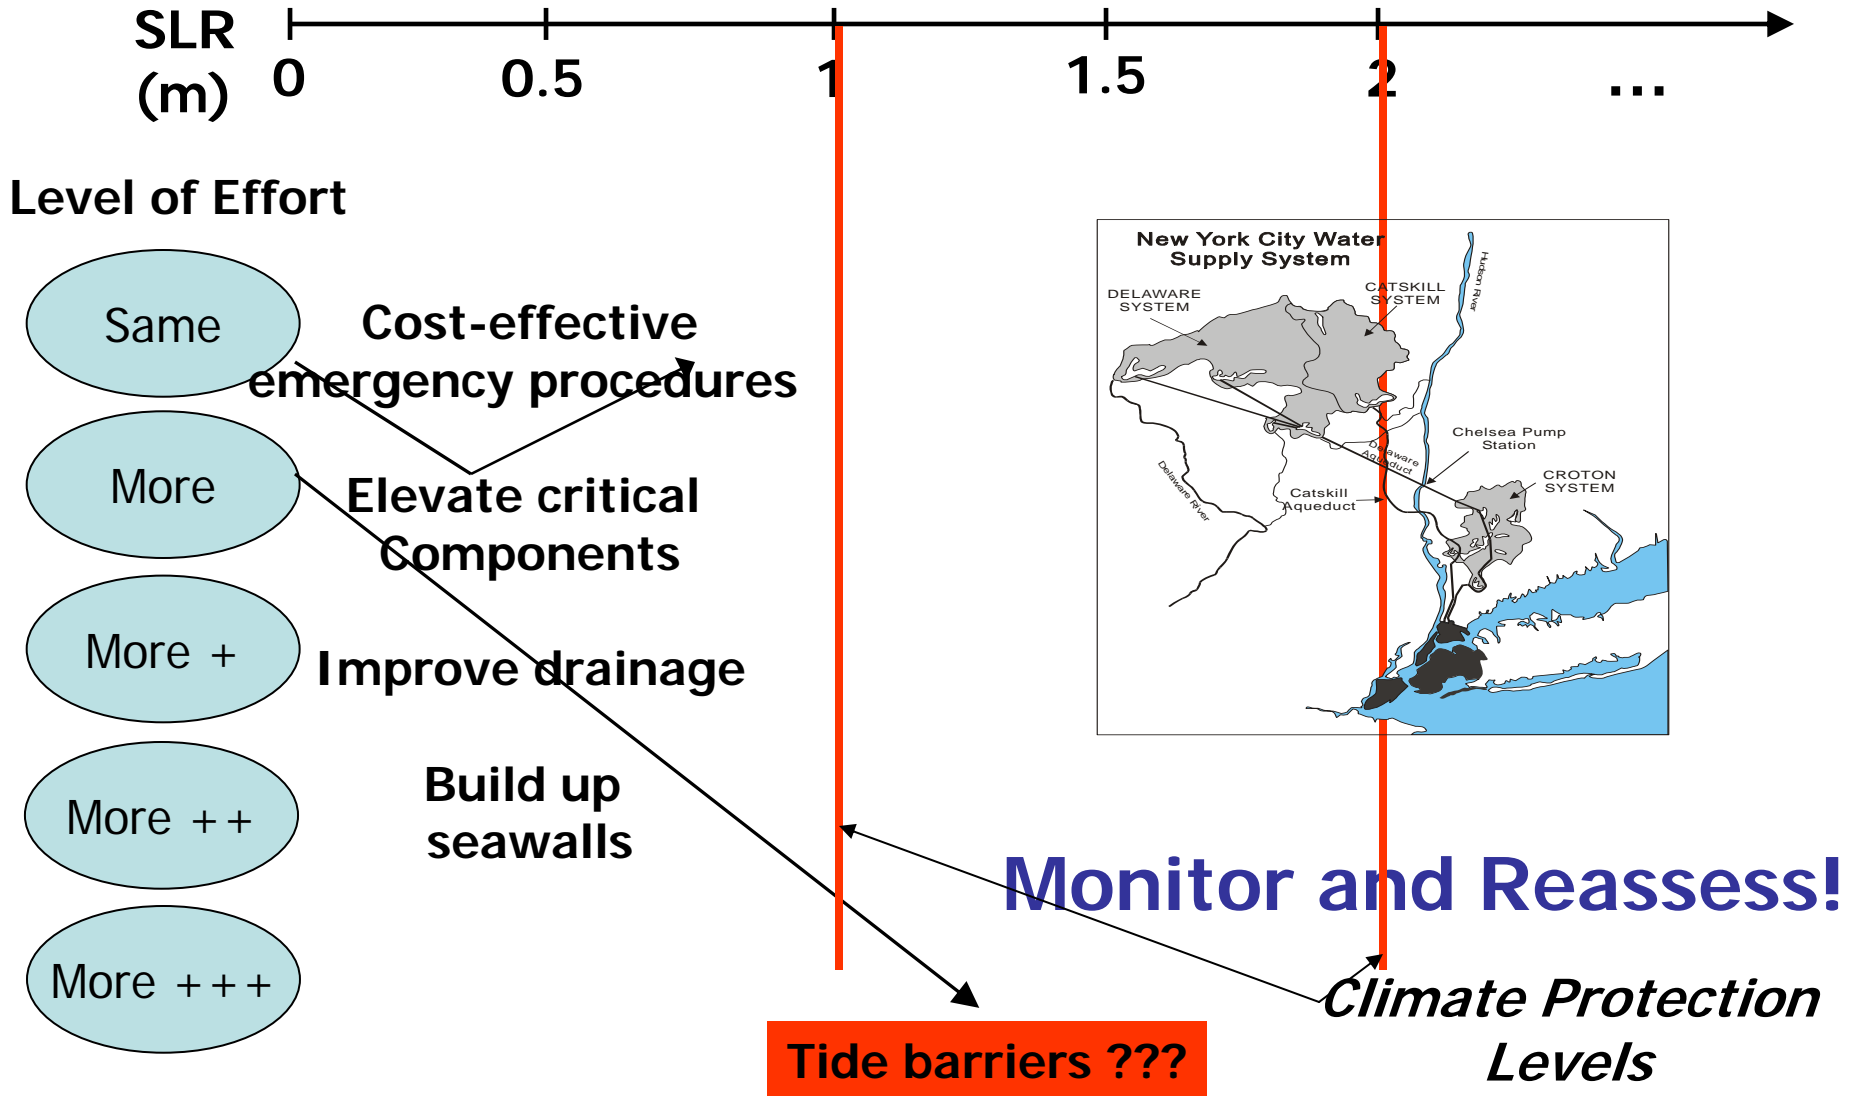 SLR
(m)
0
0.5
1
1.5
2
...
Level of Effort
Same
More
More +
More ++
More +++
Cost-effective
emergency procedures
Elevate critical
Components
Improve drainage
Build up
seawalls
New York City Water
Supply System
DELAWARE
SYSTEM
CATSKILL
SYSTEM
Hudson River
Chelsea Pump
Station
CROTON
SYSTEM
Delaware
Aqueduct
Catskill
Aqueduct
Delaware River
Monitor and Reassess!
Climate Protection
Levels
Tide barriers ???